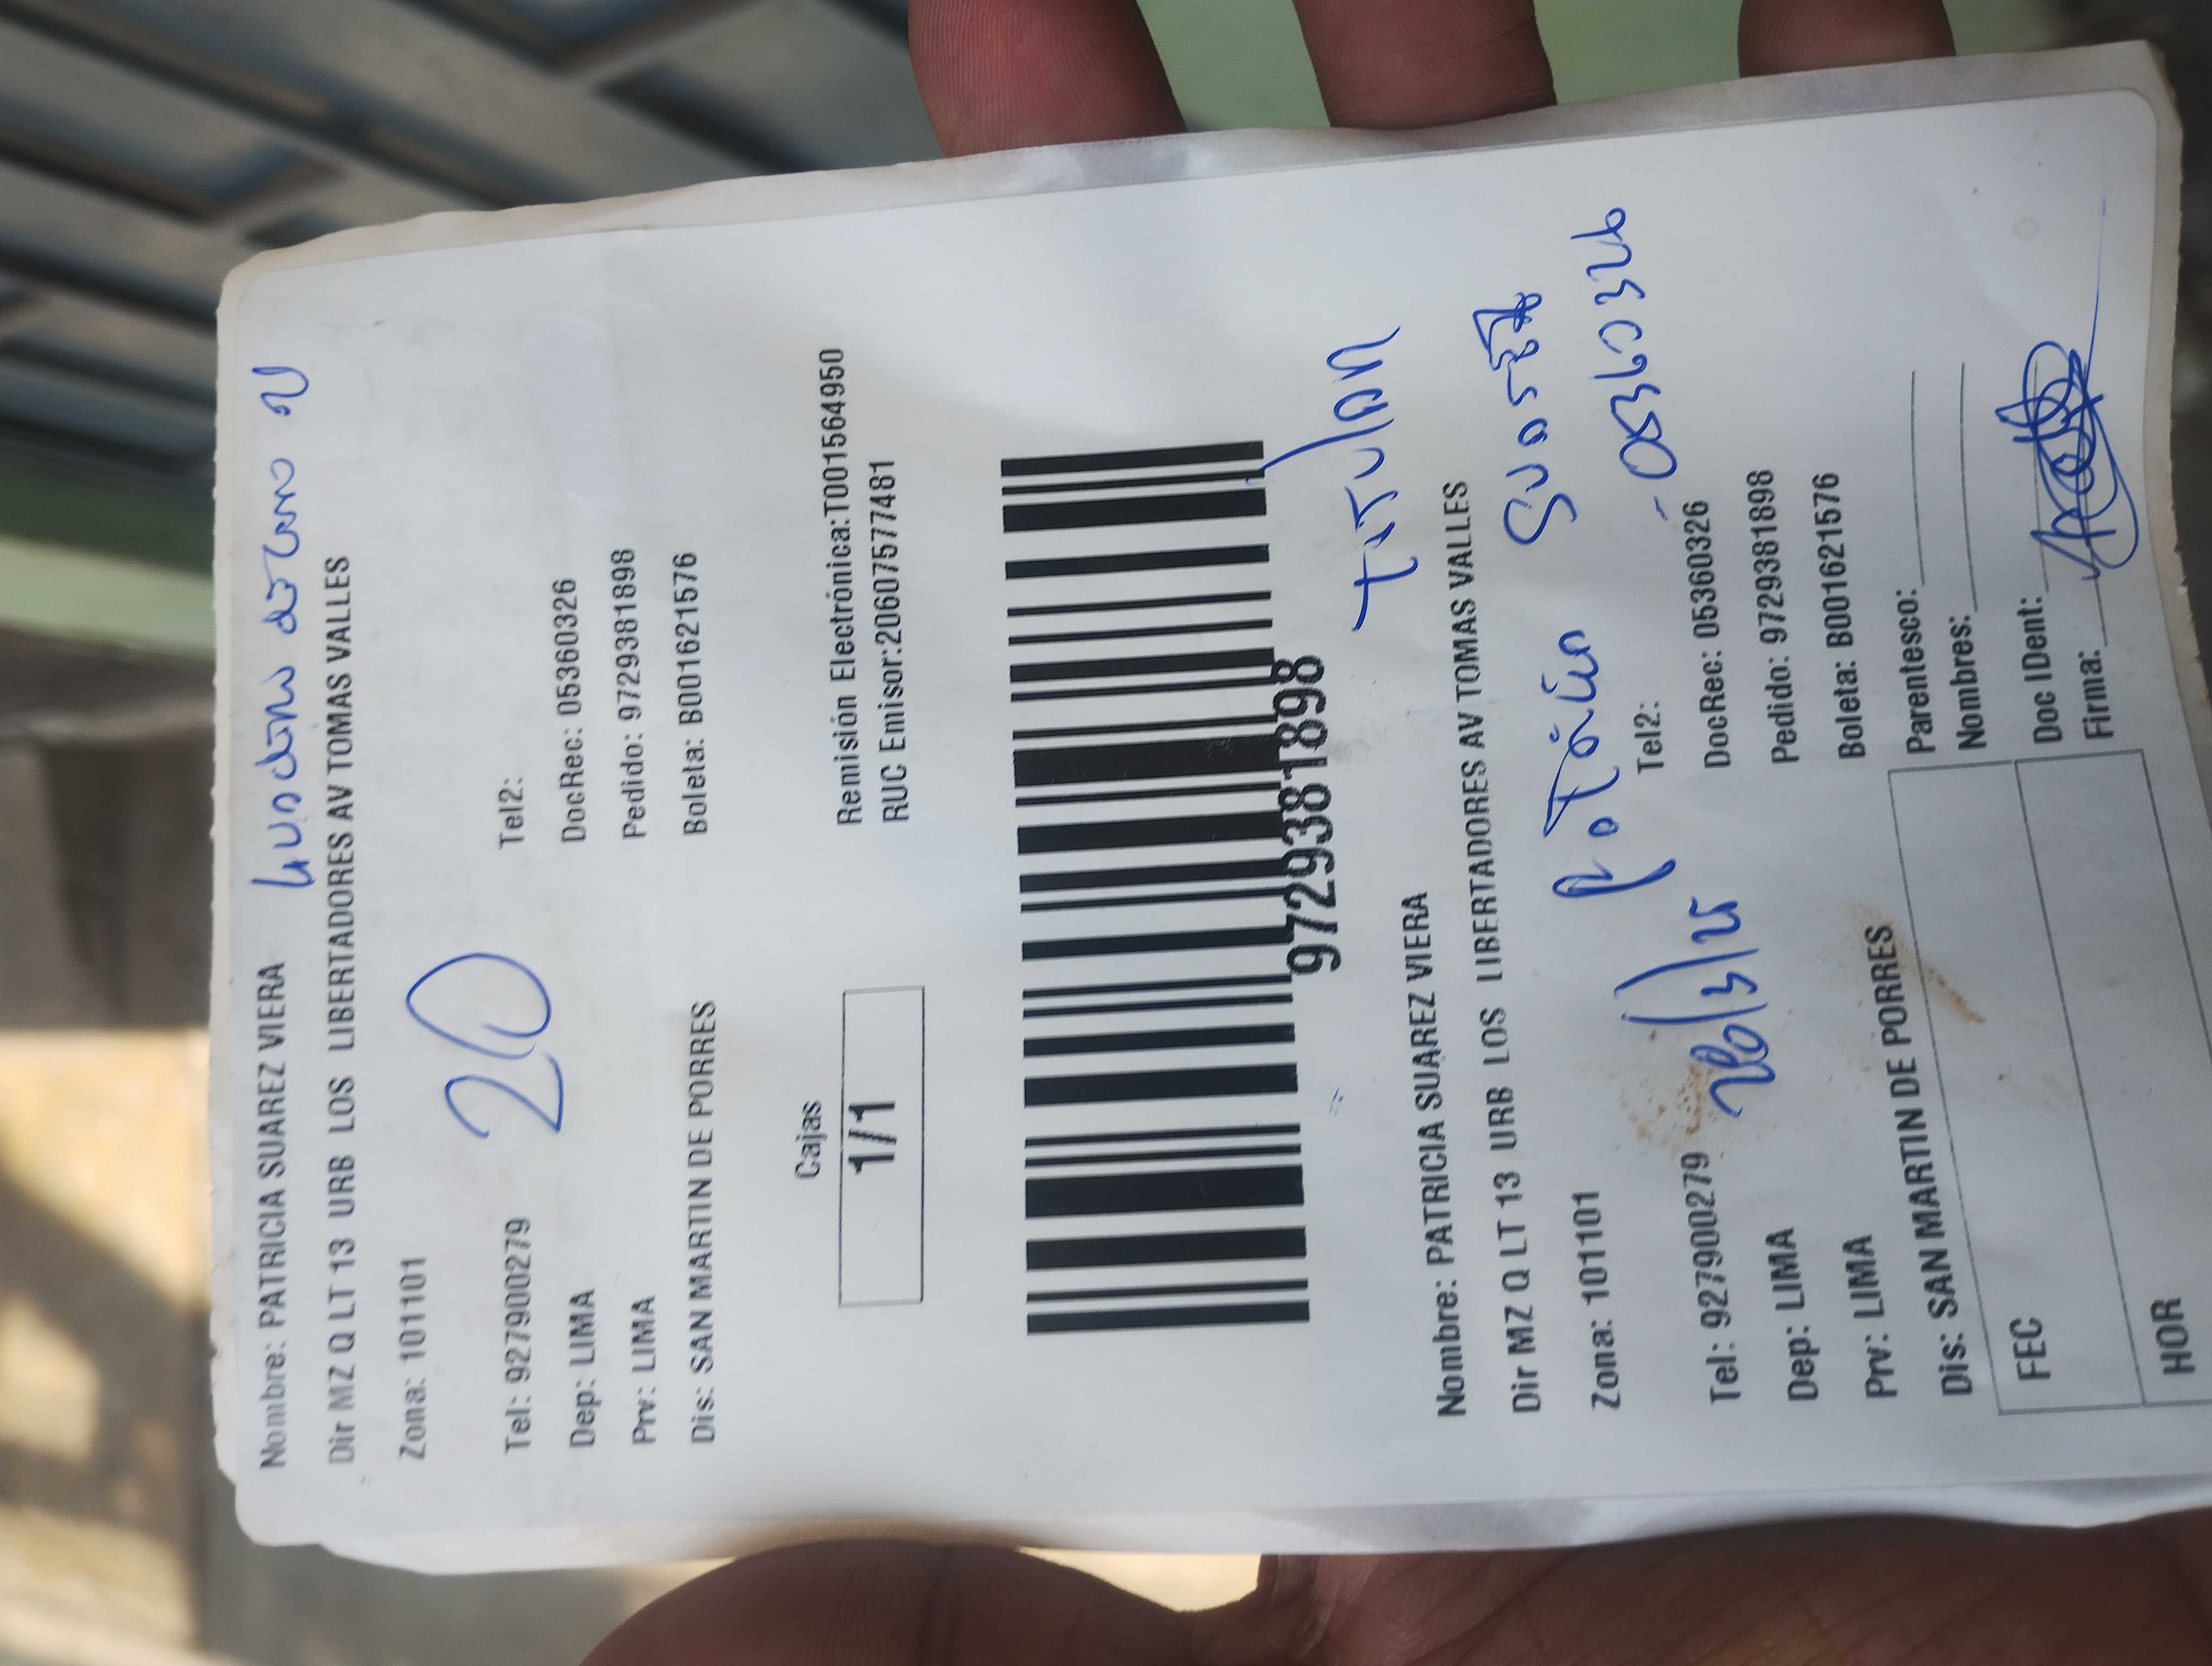 Nombre: PATRICIA SUAREZ VIERA
Dir MZ Q LT 13 URB LOS LIBERTADORES AV TOMAS VALLES
Zona: 101101
20
Tel: 927900279 Tel2:
Dep: LIMA DocRec: 05360326
Prv: LIMA Pedido: 9729381898
Dis: SAN MARTIN DE PORRES Boleta: B001621576
Cajas
1/1
Remisión Electrónica:T001564950
RUC Emisor:20607577481
9729381898
Titular
Nombre: PATRICIA SUAREZ VIERA
Dir MZ Q LT 13 URB LOS LIBERTADORES AV TOMAS VALLES
Patricia Suarez
Zona: 101101
05360326
Tel: 927900279 Tel2:
Dep: LIMA DocRec: 05360326
Prv: LIMA Pedido: 9729381898
Dis: SAN MARTIN DE PORRES Boleta: B001621576
FEC
HOR
Parentesco:
Nombres:
Doc IDent:
Firma: